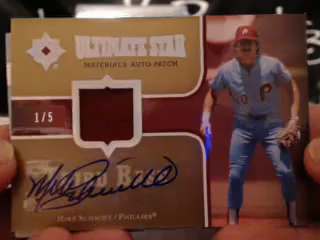 ULTIMATE STAR
MATERIALS AUTO PATCH
1/5
MIKE SCHMIDT / PHILLIES
P